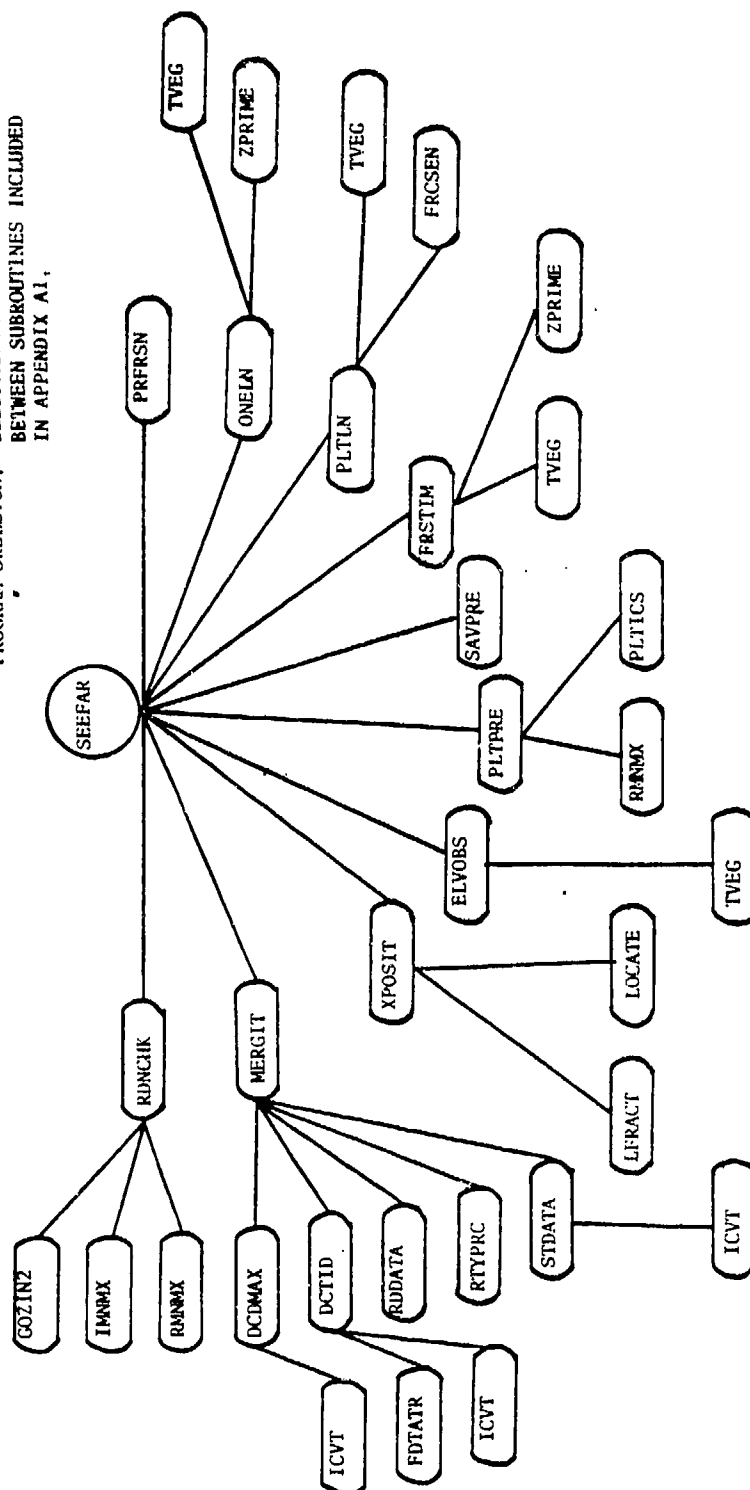 BETWEEN SUBROUTINES INCLUDED
IN APPENDIX A1.
SEEFAR
RDNCHK
GOZIN2
IMNMX
RMNMX
MERGIT
DCDMAX
ICVT
DCTID
FDTATR
ICVT
RDDATA
RTYPRC
STDATA
ICVT
XPOSIT
LFRACT
LOCATE
ELVOBS
TVEG
PLTPRE
RMNMX
PLTICS
SAVPRE
FRSTIM
TVEG
ZPRIME
PLTLN
TVEG
FRCSEN
ONELN
TVEG
ZPRIME
PRFRSN